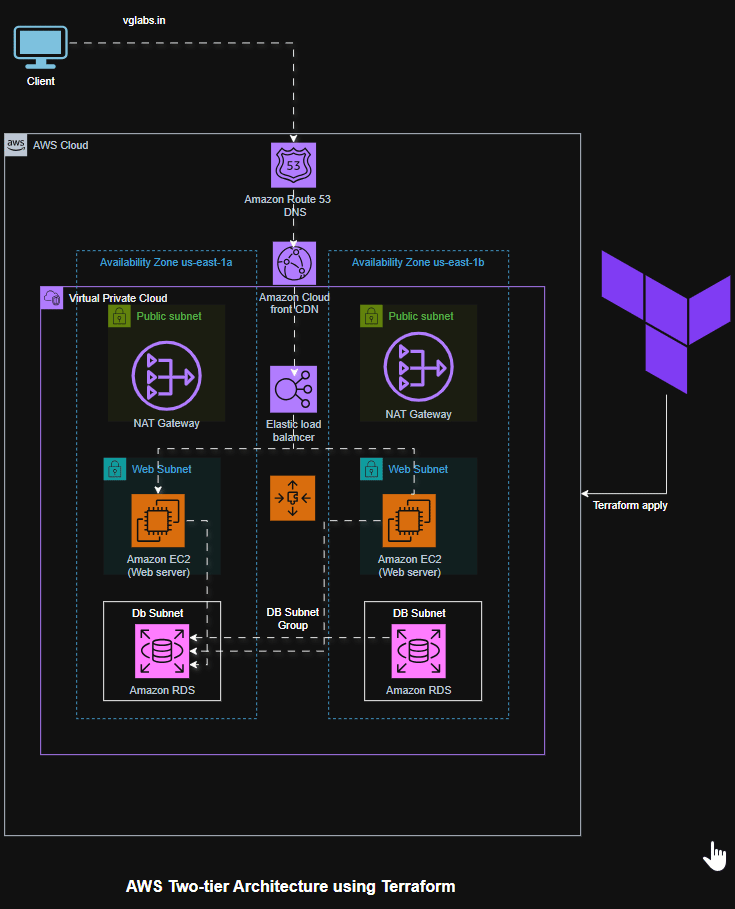 vglabs.in
Client
aws
AWS Cloud
53
Amazon Route 53
DNS
Availability Zone us-east-1a
Availability Zone us-east-1b
Virtual Private Cloud
Amazon Cloud
front CDN
Public subnet
Public subnet
NAT Gateway
NAT Gateway
Elastic load
balancer
Web Subnet
Web Subnet
Amazon EC2
(Web server)
Amazon EC2
(Web server)
Terraform apply
Db Subnet
DB Subnet
Group
DB Subnet
Amazon RDS
Amazon RDS
AWS Two-tier Architecture using Terraform